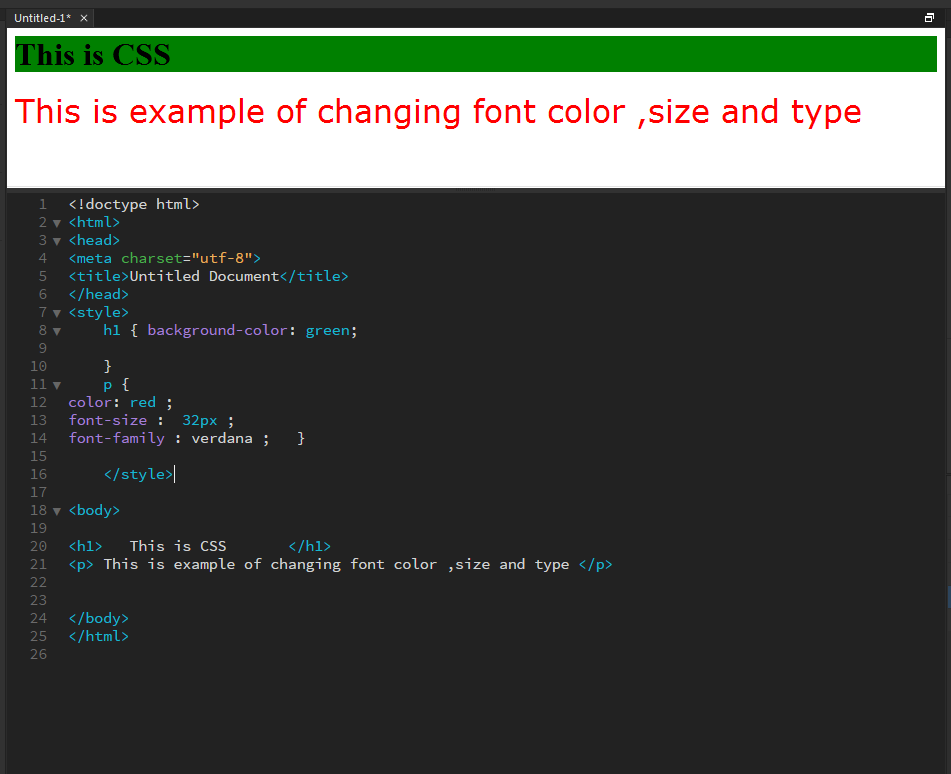 Untitled-1* ×
This is CSS
This is example of changing font color ,size and type
1 <!doctype html>
2 ▼ <html>
3 ▼ <head>
4 <meta charset="utf-8">
5 <title>Untitled Document</title>
6 </head>
7 ▼ <style>
8 ▼     h1 { background-color: green;
9
10     }
11 ▼     p {
12 color: red ;
13 font-size :  32px ;
14 font-family : verdana ;   }
15
16     </style>
17
18 ▼ <body>
19
20 <h1>   This is CSS       </h1>
21 <p> This is example of changing font color ,size and type </p>
22
23
24 </body>
25 </html>
26